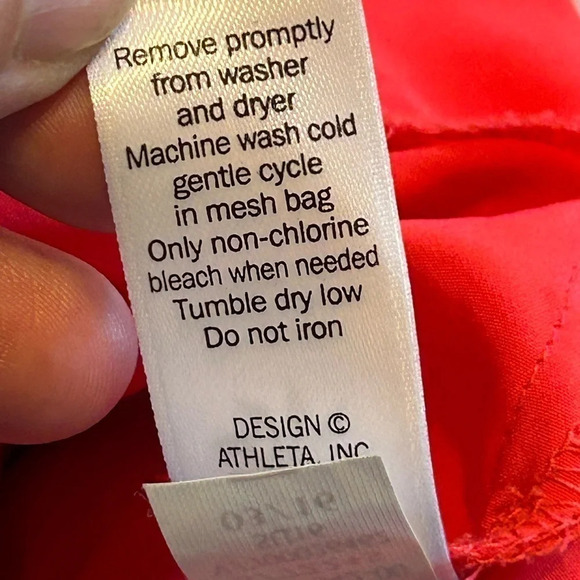 Remove promptly
from washer
and dryer
Machine wash cold
gentle cycle
in mesh bag
Only non-chlorine
bleach when needed
Tumble dry low
Do not iron
DESIGN ©
ATHLETA, INC